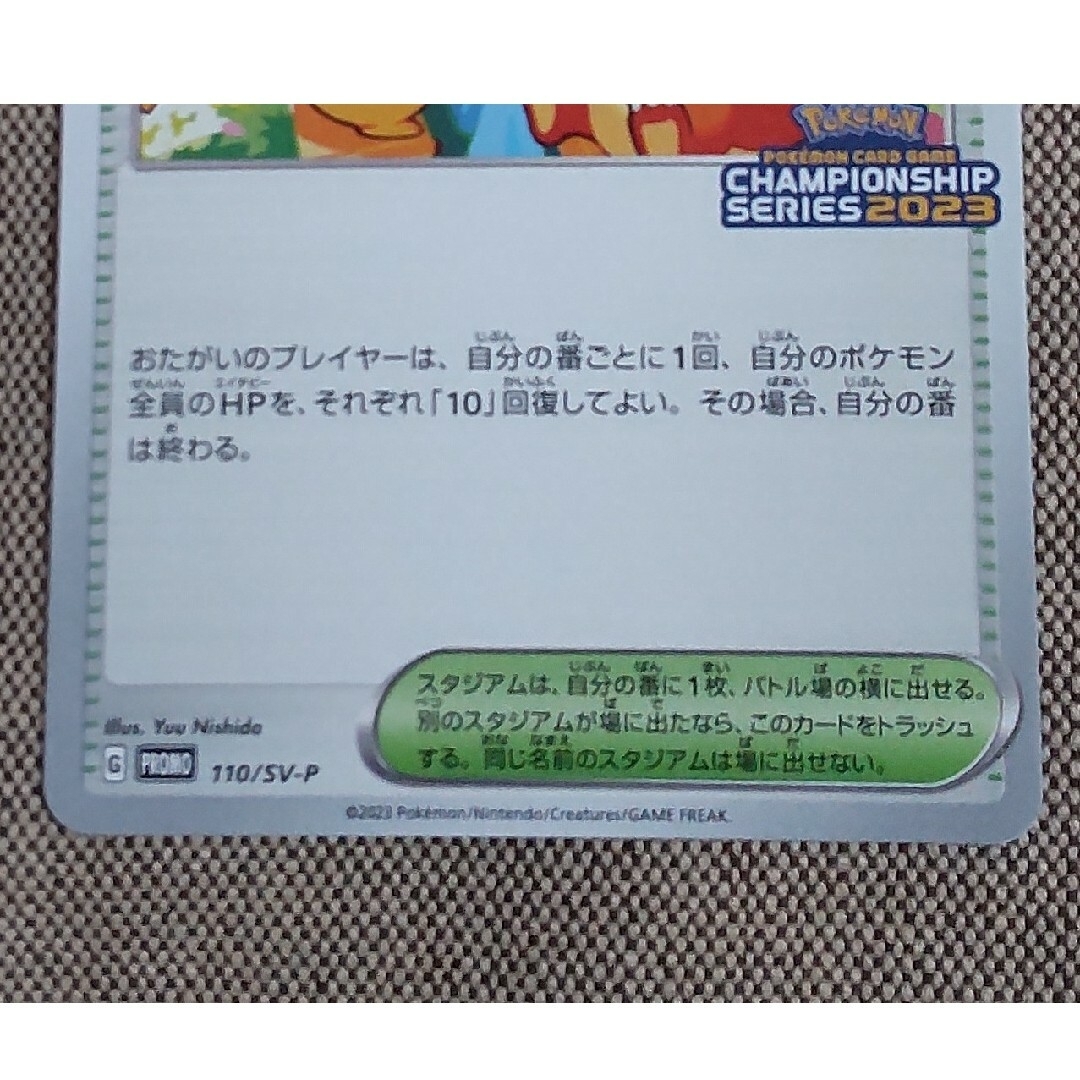 Pokémon
POKÉMON CARD GAME
CHAMPIONSHIP
SERIES 2023
おたがいのプレイヤーは、自分の番ごとに1回、自分のポケモン
全員のHPを、それぞれ「10」回復してよい。その場合、自分の番
は終わる。
スタジアムは、自分の番に1枚、バトル場の横に出せる。
別のスタジアムが場に出たなら、このカードをトラッシュ
する。同じ名前のスタジアムは場に出せない。
Illus. Yuu Nishida
G PROMO 110/SV-P
©2023 Pokémon/Nintendo/Creatures/GAME FREAK.